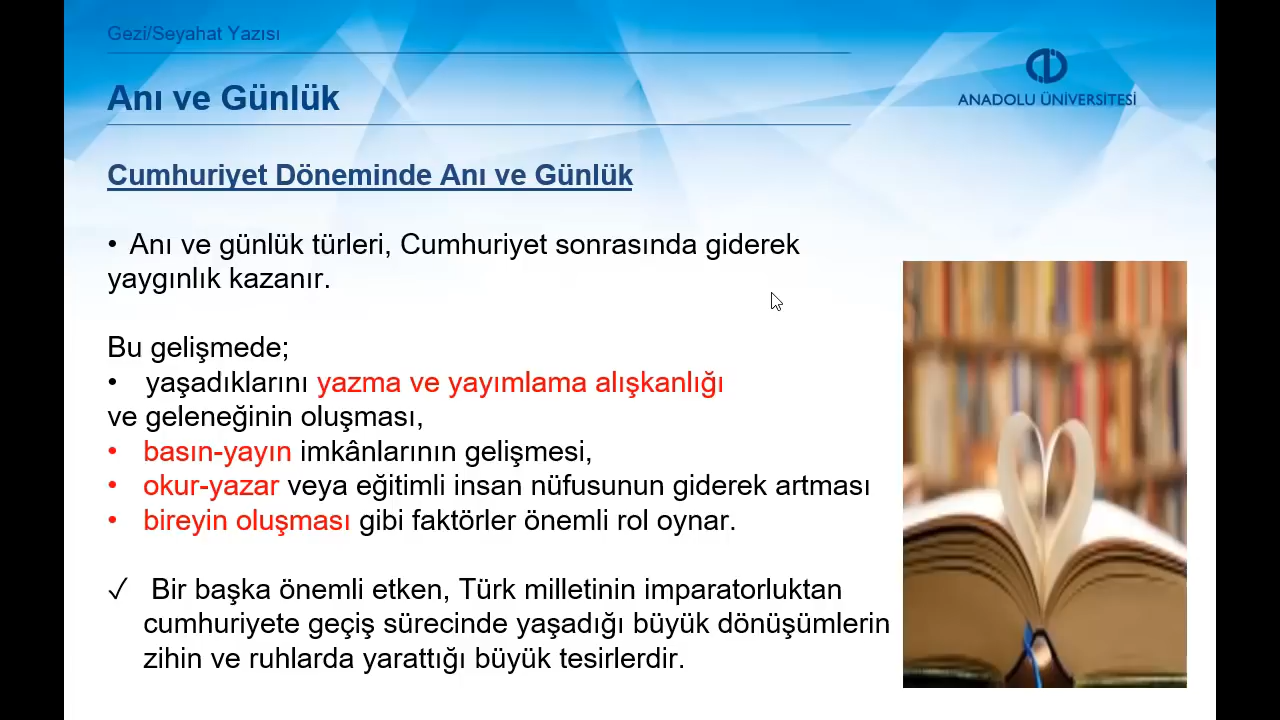 Gezi/Seyahat Yazısı
Anı ve Günlük
ANADOLU ÜNİVERSİTESİ
Cumhuriyet Döneminde Anı ve Günlük
• Anı ve günlük türleri, Cumhuriyet sonrasında giderek
yaygınlık kazanır.
Bu gelişmede;
• yaşadıklarını yazma ve yayımlama alışkanlığı
ve geleneğinin oluşması,
• basın-yayın imkânlarının gelişmesi,
• okur-yazar veya eğitimli insan nüfusunun giderek artması
• bireyin oluşması gibi faktörler önemli rol oynar.
✓ Bir başka önemli etken, Türk milletinin imparatorluktan
cumhuriyete geçiş sürecinde yaşadığı büyük dönüşümlerin
zihin ve ruhlarda yarattığı büyük tesirlerdir.